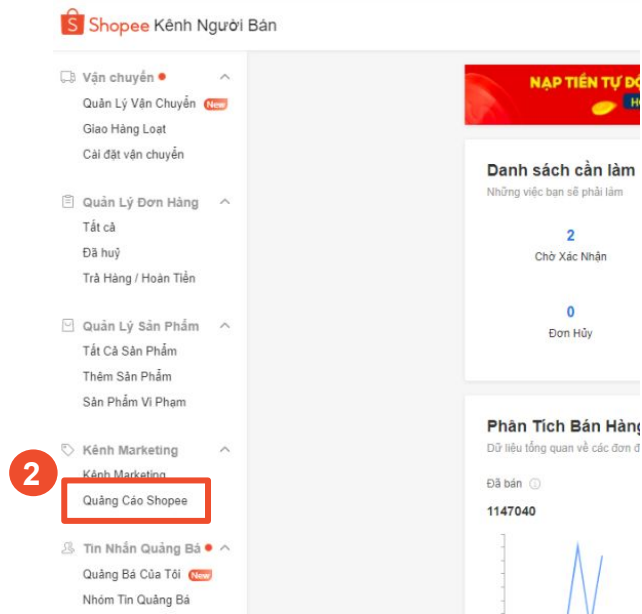 S Shopee Kênh Người Bán
Vận chuyển
Quản Lý Vận Chuyển New
Giao Hàng Loạt
Cài đặt vận chuyển
Quản Lý Đơn Hàng
Tất cả
Đã huỷ
Trả Hàng / Hoàn Tiền
Quản Lý Sản Phẩm
Tất Cả Sản Phẩm
Thêm Sản Phẩm
Sản Phẩm Vi Phạm
Kênh Marketing
2
Kênh Marketing
Quảng Cáo Shopee
Tin Nhắn Quảng Bá
Quảng Bá Của Tôi New
Nhóm Tin Quảng Bá
NẠP TIỀN TỰ ĐỘ
Danh sách cần làm
Những việc bạn sẽ phải làm
2
Chờ Xác Nhận
0
Đơn Hủy
Phân Tích Bán Hàng
Dữ liệu tổng quan về các đơn đ
Đã bán
1147040